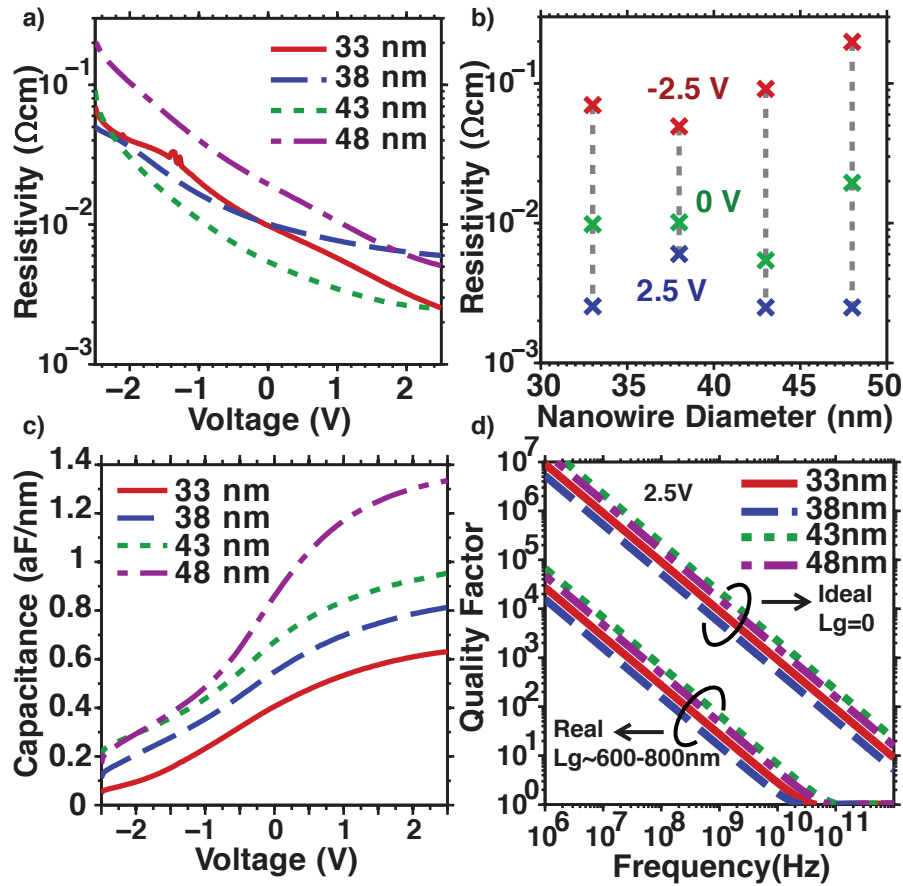 a)
33 nm
38 nm
43 nm
48 nm
10⁻¹
10⁻²
10⁻³
Resistivity (Ωcm)
−2 −1 0 1 2
Voltage (V)
b)
-2.5 V
0 V
2.5 V
10⁻¹
10⁻²
10⁻³
Resistivity (Ωcm)
30 35 40 45 50
Nanowire Diameter (nm)
c)
33 nm
38 nm
43 nm
48 nm
1.4
1.2
1
0.8
0.6
0.4
0.2
0
Capacitance (aF/nm)
−2 −1 0 1 2
Voltage (V)
d)
2.5V
33nm
38nm
43nm
48nm
Ideal
Lg=0
Real
Lg~600-800nm
10⁷
10⁶
10⁵
10⁴
10³
10²
10¹
10⁰
Quality Factor
10⁶ 10⁷ 10⁸ 10⁹ 10¹⁰ 10¹¹
Frequency(Hz)